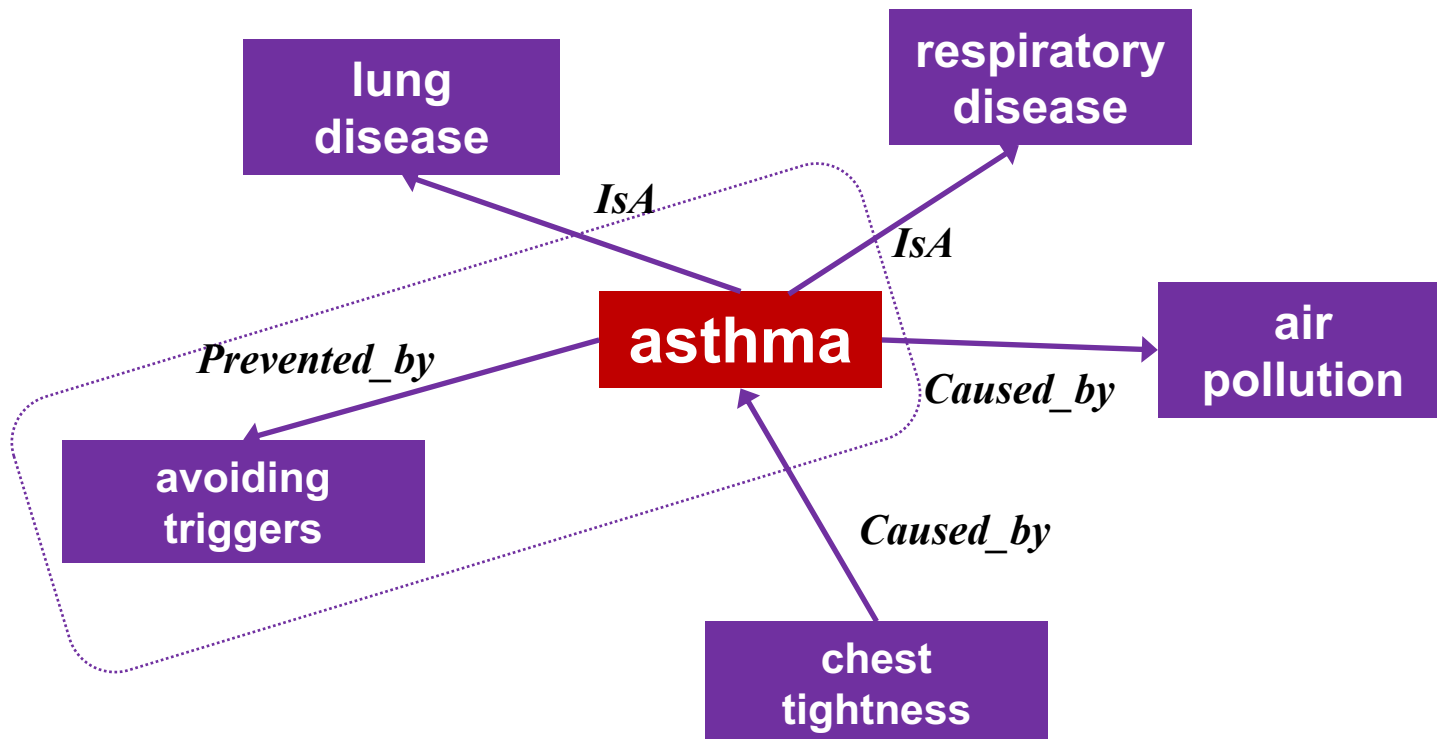 lung
disease
respiratory
disease
IsA
IsA
asthma
air
pollution
Prevented_by
Caused_by
avoiding
triggers
Caused_by
chest
tightness